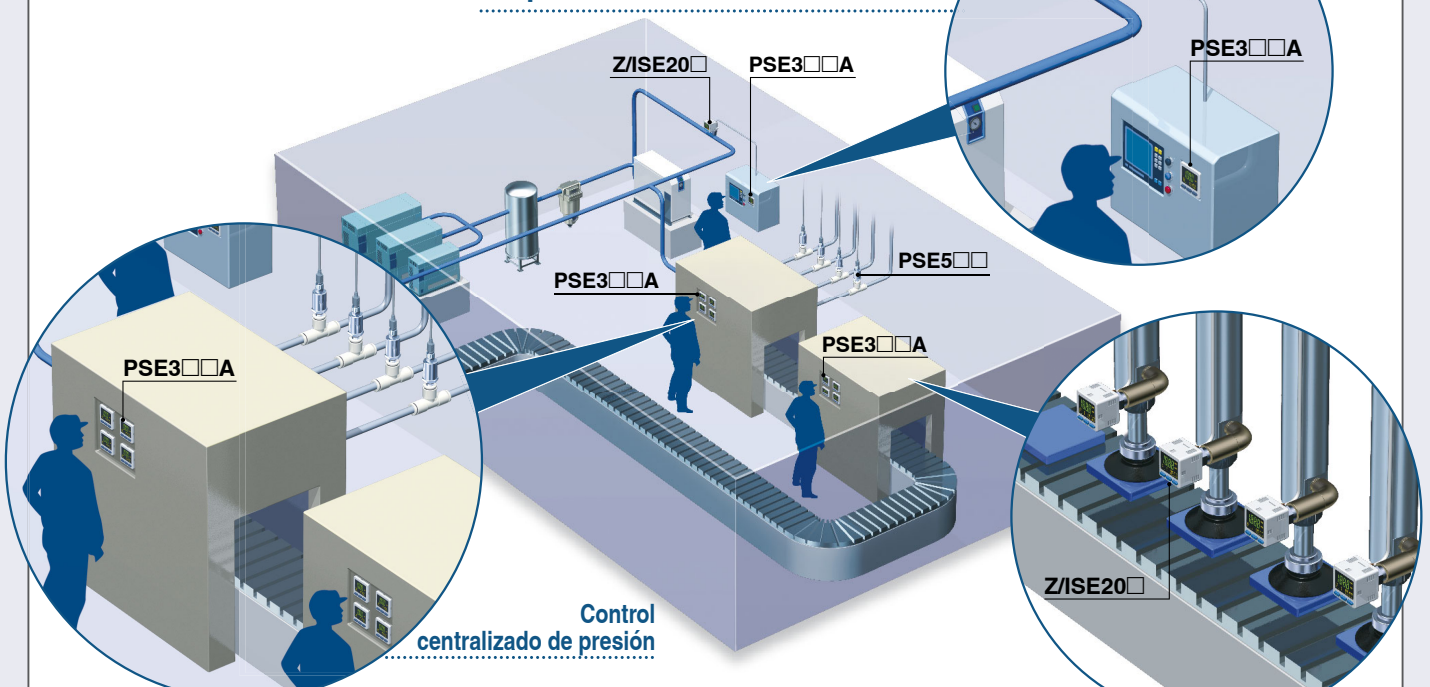 Z/ISE20□
PSE3□□A
PSE3□□A
PSE5□□
PSE3□□A
PSE3□□A
PSE3□□A
Z/ISE20□
Control
centralizado de presión